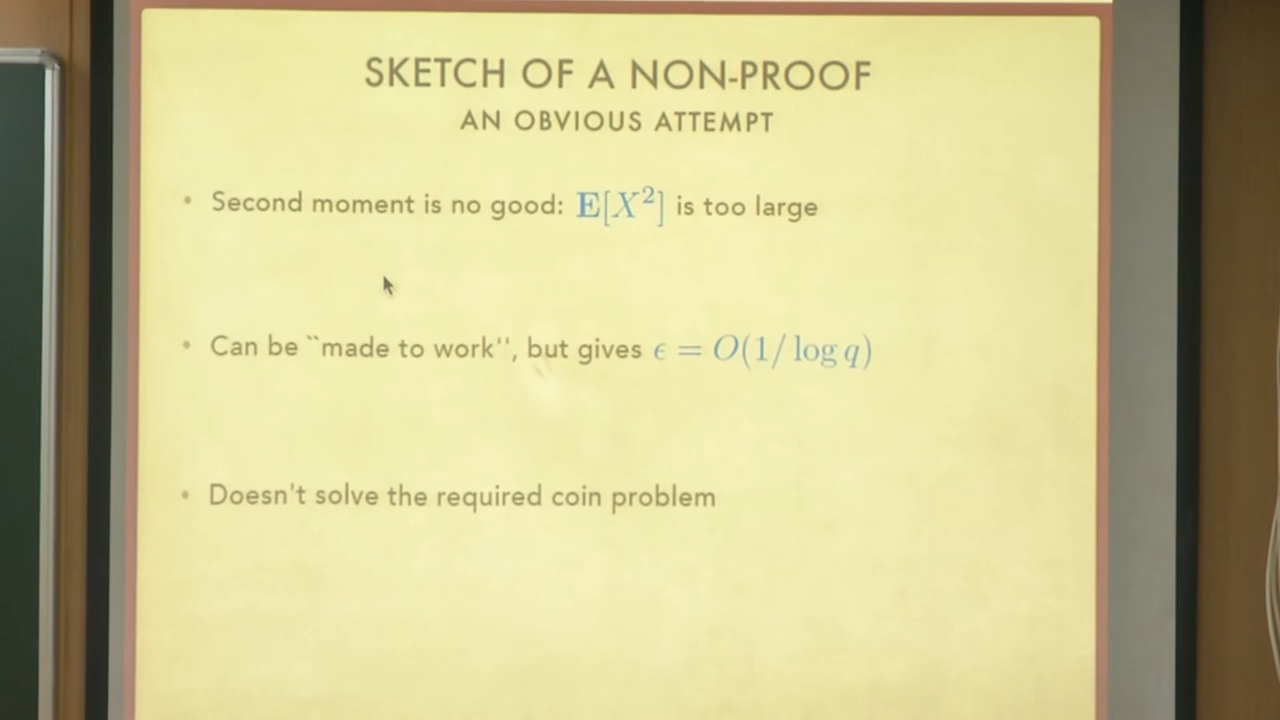 SKETCH OF A NON-PROOF
AN OBVIOUS ATTEMPT
• Second moment is no good: E[X²] is too large
• Can be ``made to work'', but gives ϵ = O(1/ log q)
• Doesn't solve the required coin problem